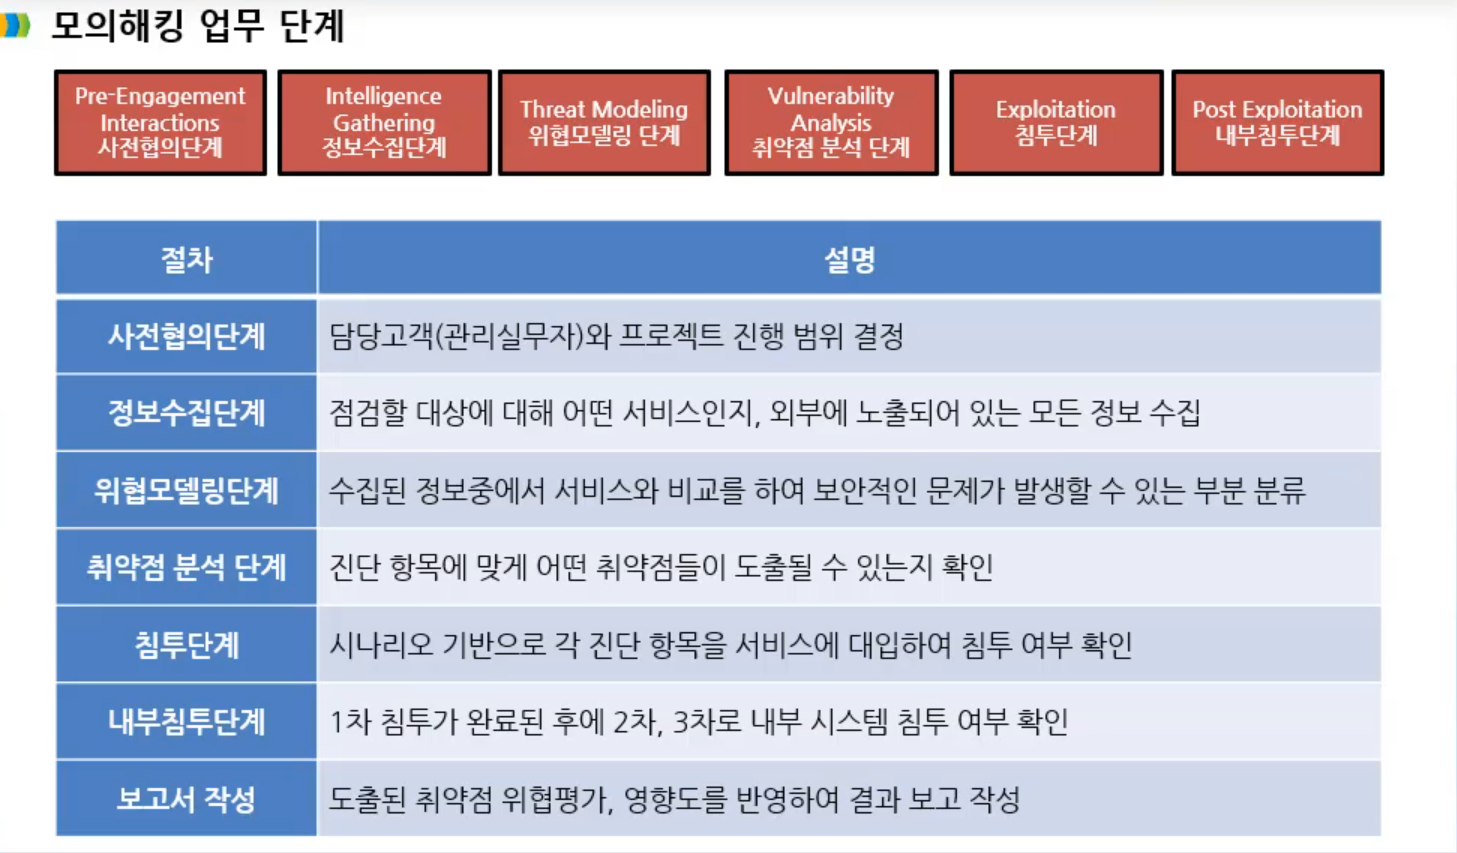 모의해킹 업무 단계
Pre-Engagement
Interactions
사전협의단계
Intelligence
Gathering
정보수집단계
Threat Modeling
위협모델링 단계
Vulnerability
Analysis
취약점 분석 단계
Exploitation
침투단계
Post Exploitation
내부침투단계
절차 설명
사전협의단계 담당고객(관리실무자)와 프로젝트 진행 범위 결정
정보수집단계 점검할 대상에 대해 어떤 서비스인지, 외부에 노출되어 있는 모든 정보 수집
위협모델링단계 수집된 정보중에서 서비스와 비교를 하여 보안적인 문제가 발생할 수 있는 부분 분류
취약점 분석 단계 진단 항목에 맞게 어떤 취약점들이 도출될 수 있는지 확인
침투단계 시나리오 기반으로 각 진단 항목을 서비스에 대입하여 침투 여부 확인
내부침투단계 1차 침투가 완료된 후에 2차, 3차로 내부 시스템 침투 여부 확인
보고서 작성 도출된 취약점 위협평가, 영향도를 반영하여 결과 보고 작성